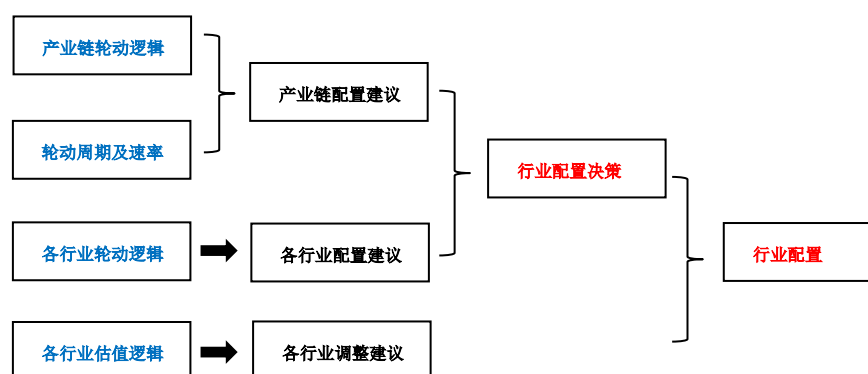 产业链轮动逻辑
产业链配置建议
轮动周期及速率
行业配置决策
各行业轮动逻辑
各行业配置建议
行业配置
各行业估值逻辑
各行业调整建议